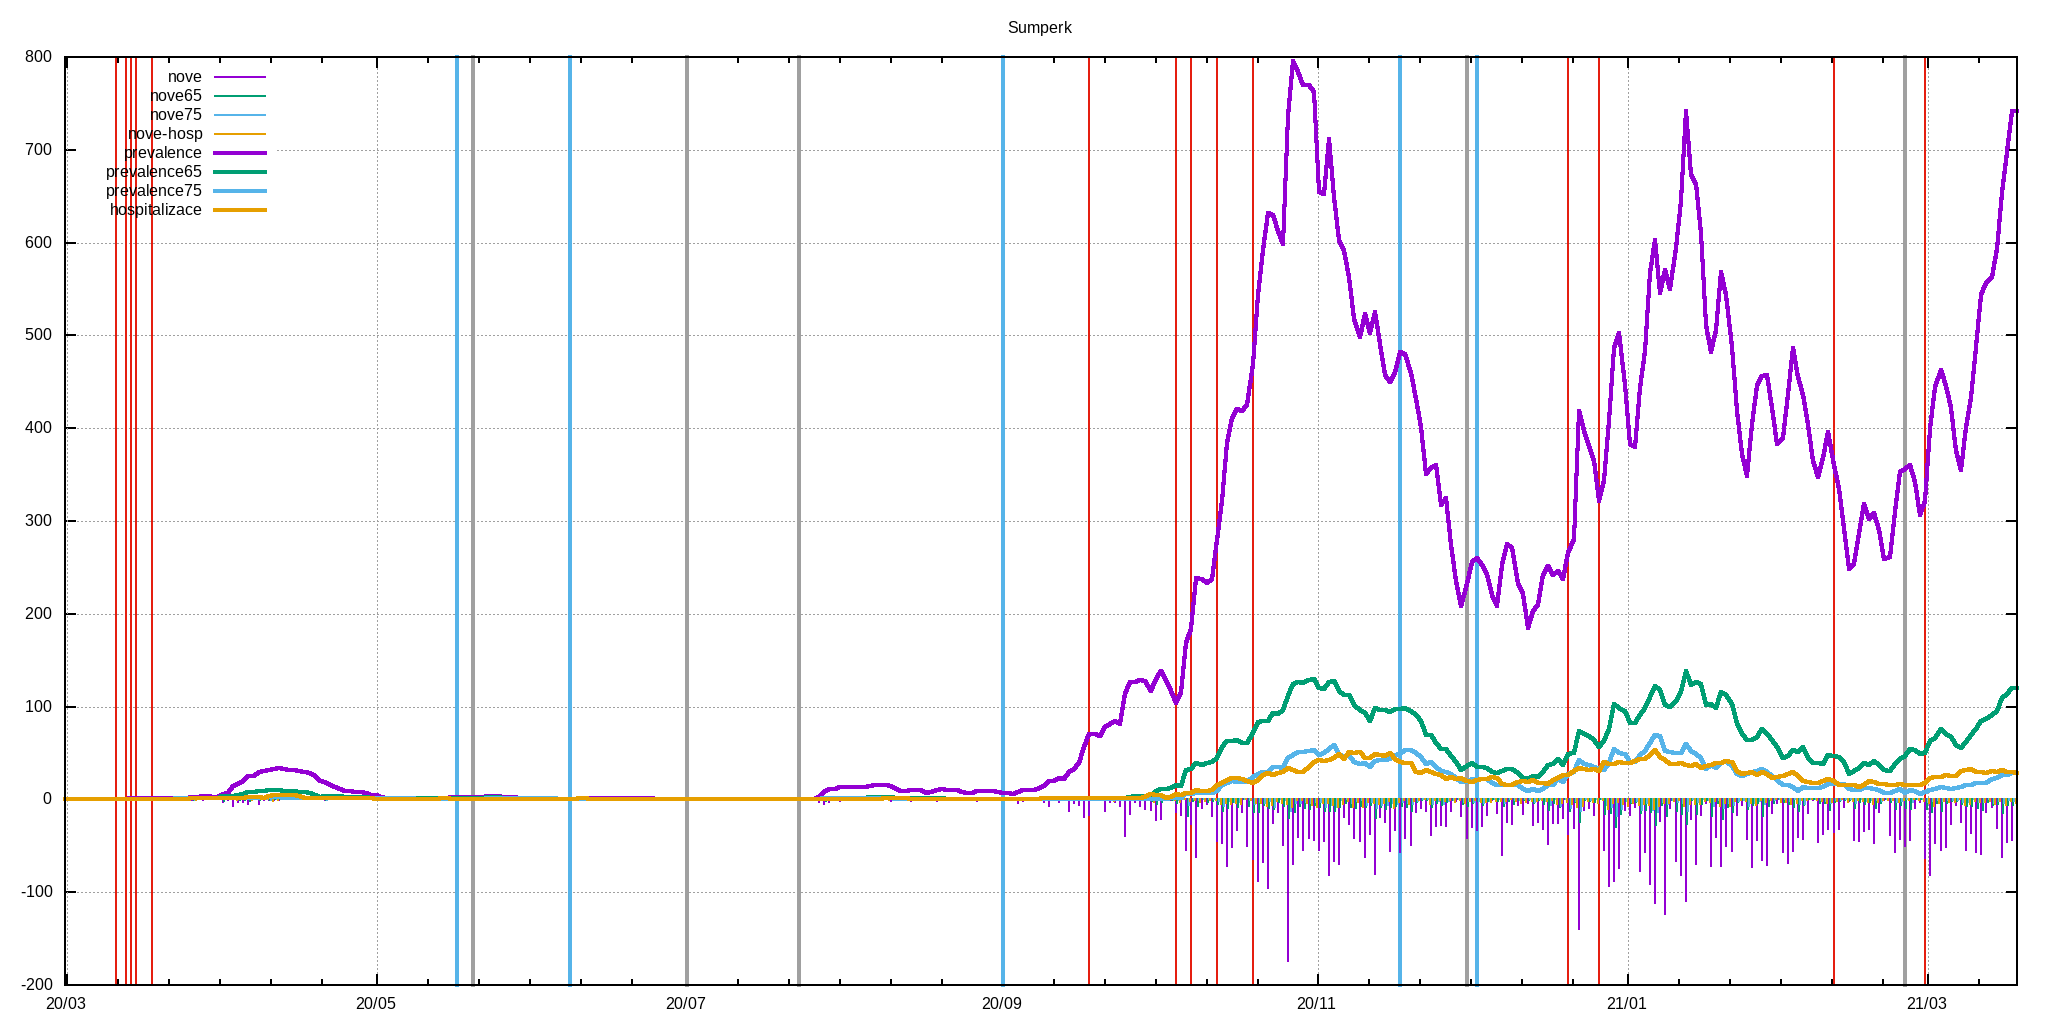 Sumperk
800
700
600
500
400
300
200
100
0
-100
-200
nove
nove65
nove75
nove-hosp
prevalence
prevalence65
prevalence75
hospitalizace
20/03 20/05 20/07 20/09 20/11 21/01 21/03